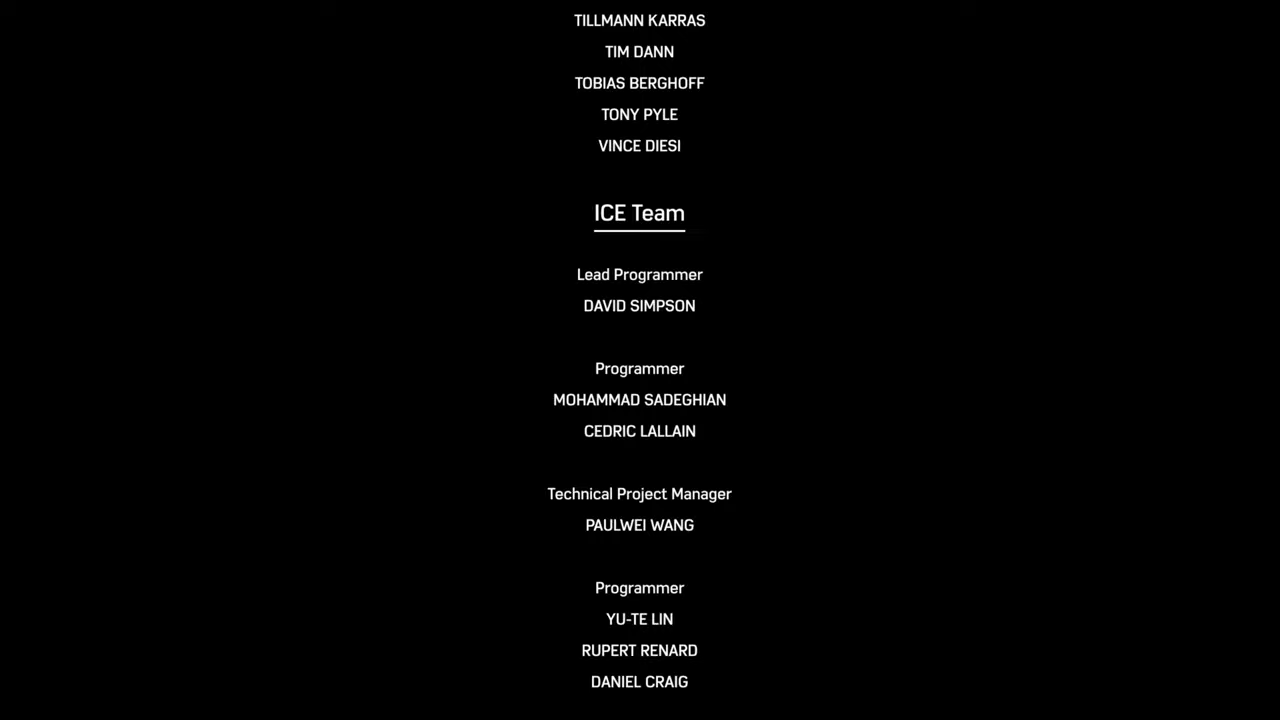 TILLMANN KARRAS
TIM DANN
TOBIAS BERGHOFF
TONY PYLE
VINCE DIESI
ICE Team
Lead Programmer
DAVID SIMPSON
Programmer
MOHAMMAD SADEGHIAN
CEDRIC LALLAIN
Technical Project Manager
PAULWEI WANG
Programmer
YU-TE LIN
RUPERT RENARD
DANIEL CRAIG